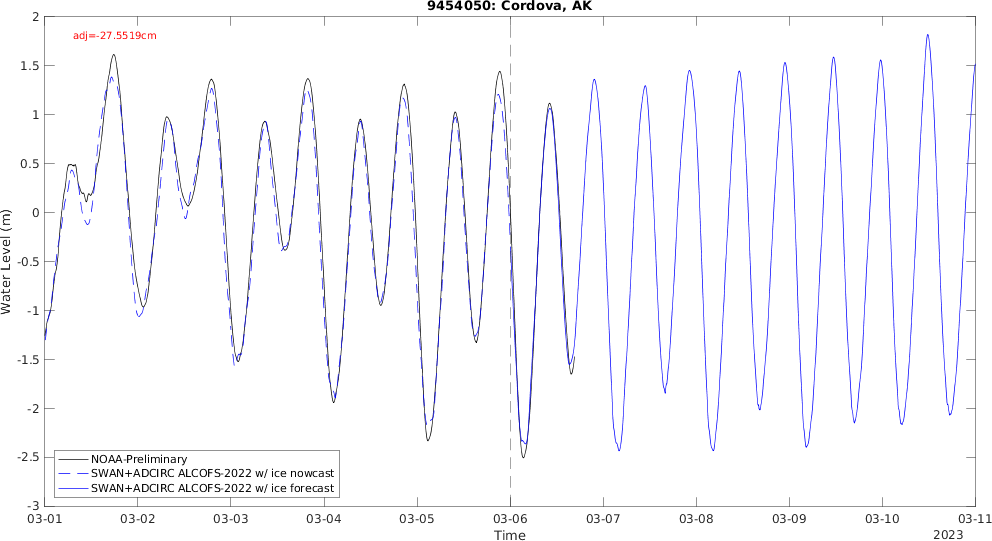 9454050: Cordova, AK
adj=-27.5519cm
2
1.5
1
0.5
0
-0.5
-1
-1.5
-2
-2.5
-3
Water Level (m)
NOAA-Preliminary
SWAN+ADCIRC ALCOFS-2022 w/ ice nowcast
SWAN+ADCIRC ALCOFS-2022 w/ ice forecast
03-01 03-02 03-03 03-04 03-05 03-06 03-07 03-08 03-09 03-10 03-11
Time
2023